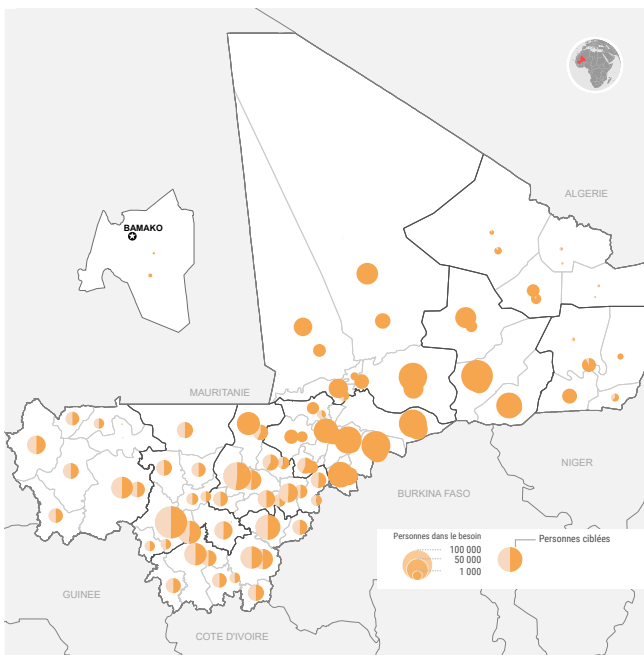 ALGERIE
BAMAKO
MAURITANIE
NIGER
BURKINA FASO
Personnes dans le besoin
100 000
50 000
1 000
Personnes ciblées
GUINEE
COTE D'IVOIRE